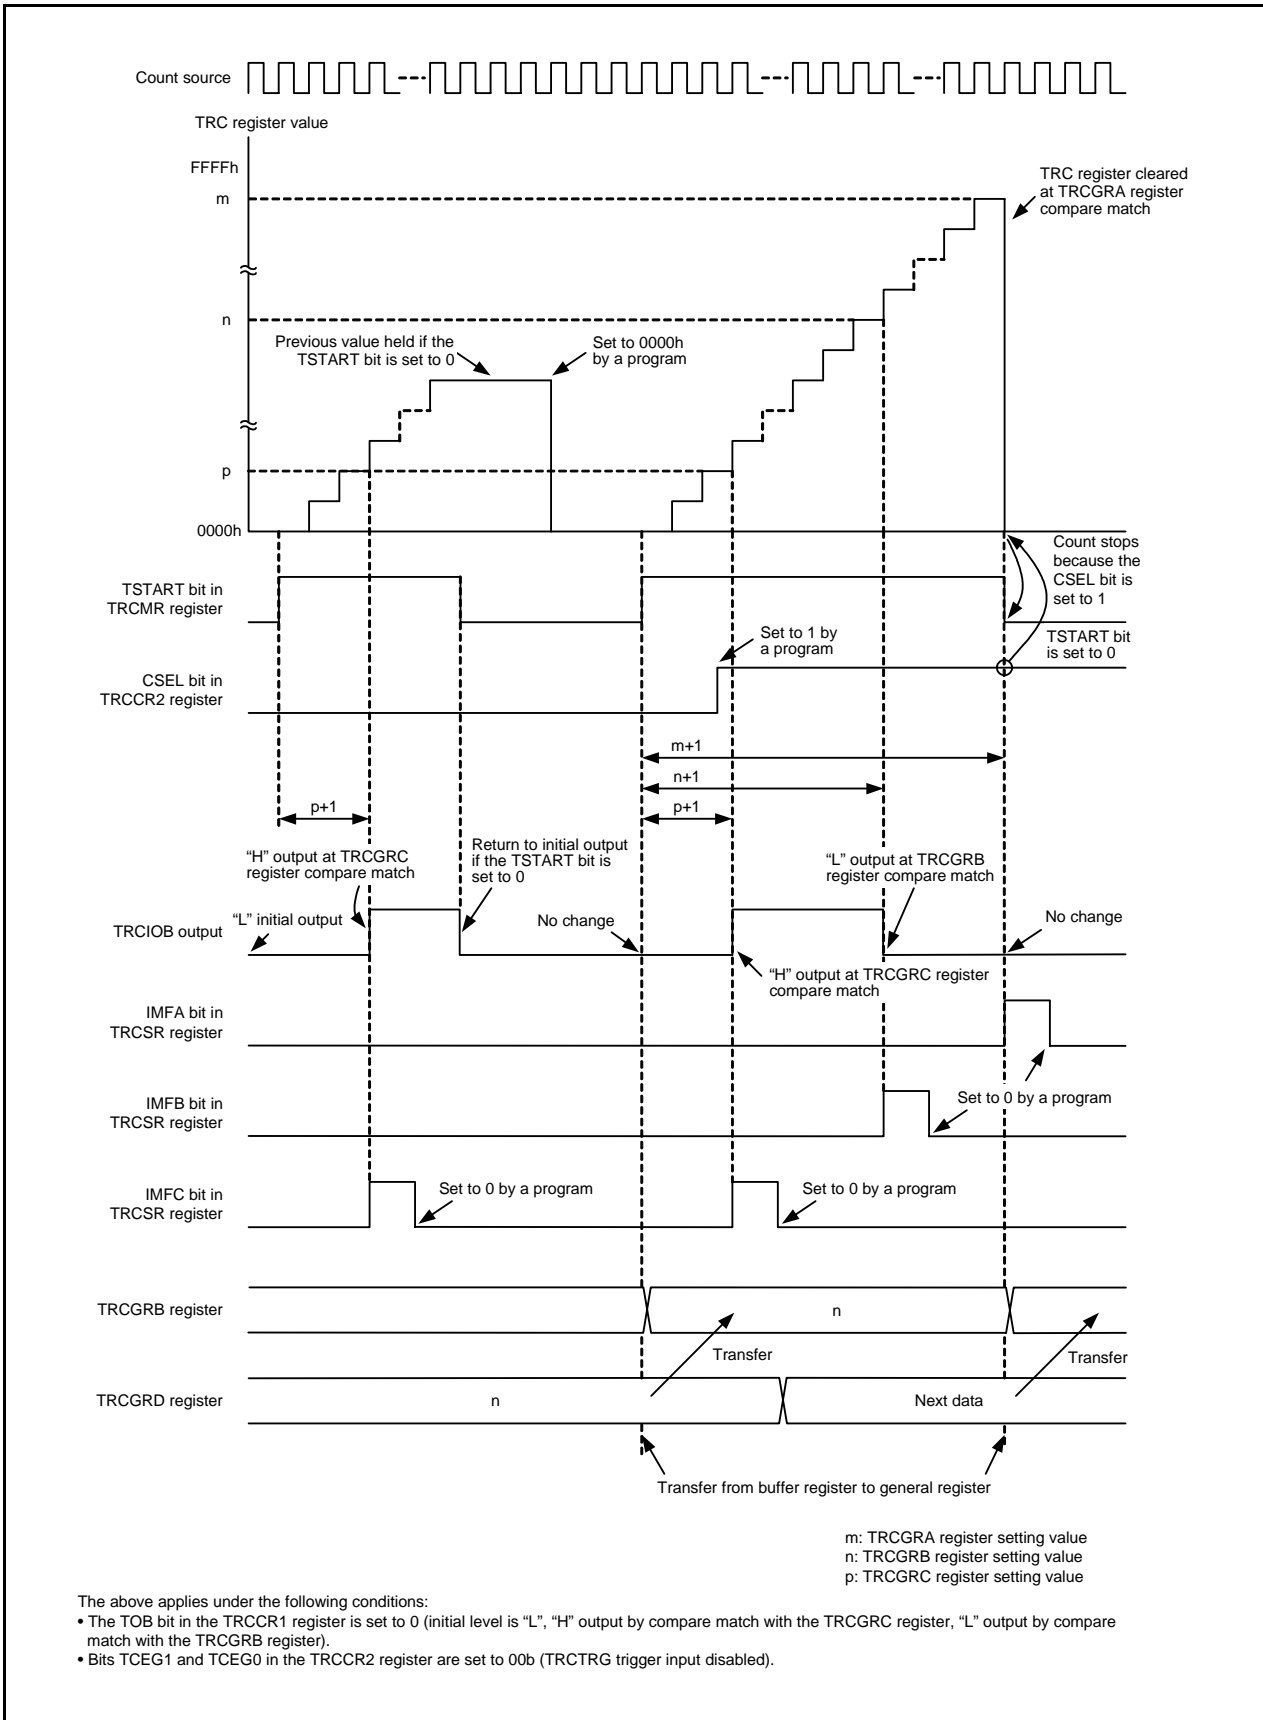 Count source
TRC register value
FFFFh
m
TRC register cleared
at TRCGRA register
compare match
n
Previous value held if the
TSTART bit is set to 0
Set to 0000h
by a program
p
0000h
Count stops
because the
CSEL bit is
set to 1
TSTART bit in
TRCMR register
Set to 1 by
a program
TSTART bit
is set to 0
CSEL bit in
TRCCR2 register
m+1
n+1
p+1
p+1
“H” output at TRCGRC
register compare match
Return to initial output
if the TSTART bit is
set to 0
“L” output at TRCGRB
register compare match
“L” initial output
No change
No change
TRCIOB output
“H” output at TRCGRC register
compare match
IMFA bit in
TRCSR register
Set to 0 by a program
IMFB bit in
TRCSR register
IMFC bit in
TRCSR register
Set to 0 by a program
Set to 0 by a program
TRCGRB register
n
Transfer
Transfer
TRCGRD register
n
Next data
Transfer from buffer register to general register
m: TRCGRA register setting value
n: TRCGRB register setting value
p: TRCGRC register setting value
The above applies under the following conditions:
• The TOB bit in the TRCCR1 register is set to 0 (initial level is “L”, “H” output by compare match with the TRCGRC register, “L” output by compare
match with the TRCGRB register).
• Bits TCEG1 and TCEG0 in the TRCCR2 register are set to 00b (TRCTRG trigger input disabled).